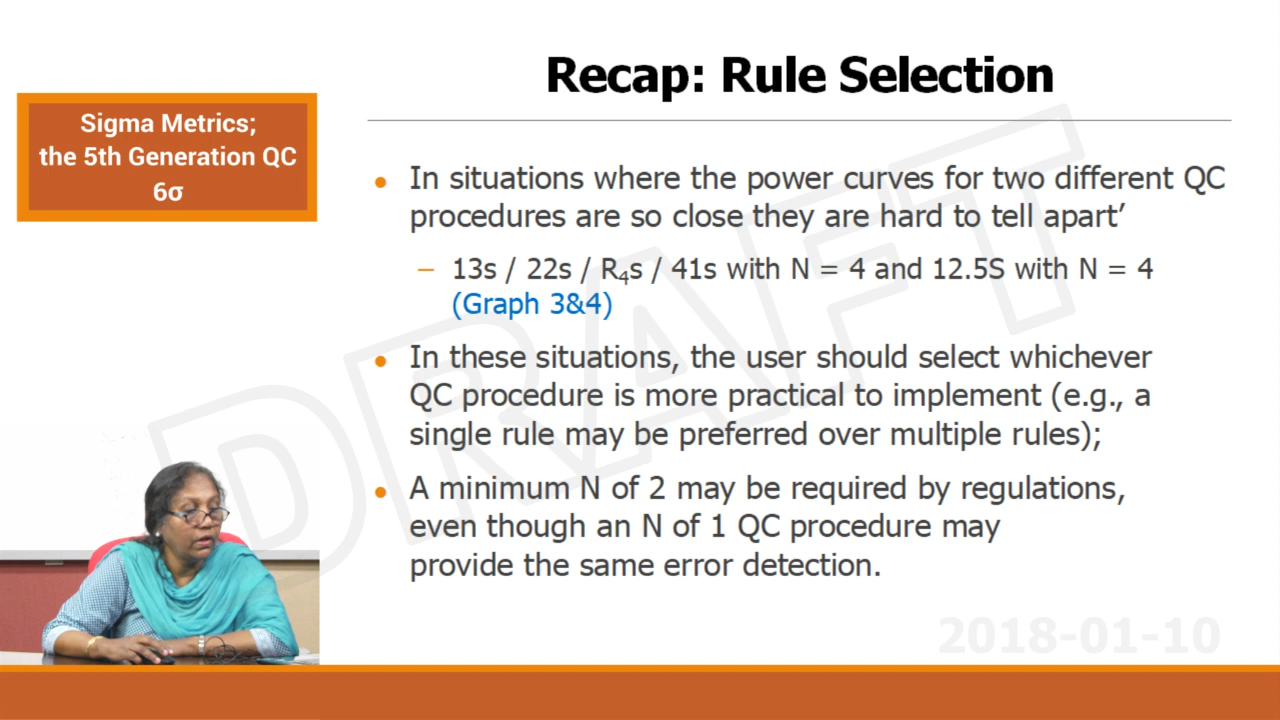 Recap: Rule Selection
Sigma Metrics;
the 5th Generation QC
6σ
• In situations where the power curves for two different QC
procedures are so close they are hard to tell apart’
– 13s / 22s / R₄s / 41s with N = 4 and 12.5S with N = 4
(Graph 3&4)
• In these situations, the user should select whichever
QC procedure is more practical to implement (e.g., a
single rule may be preferred over multiple rules);
• A minimum N of 2 may be required by regulations,
even though an N of 1 QC procedure may
provide the same error detection.
DRAFT
2018-01-10